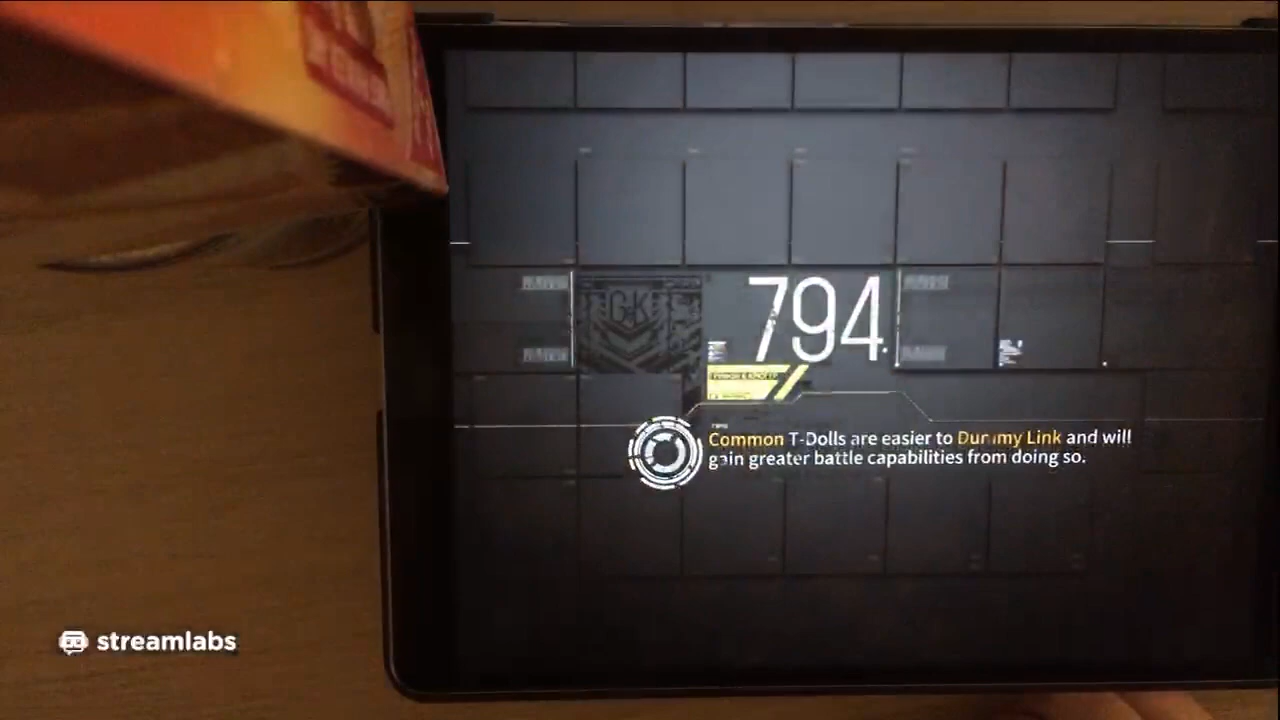 G&K
794
Common T-Dolls are easier to Dummy Link and will
gain greater battle capabilities from doing so.
streamlabs